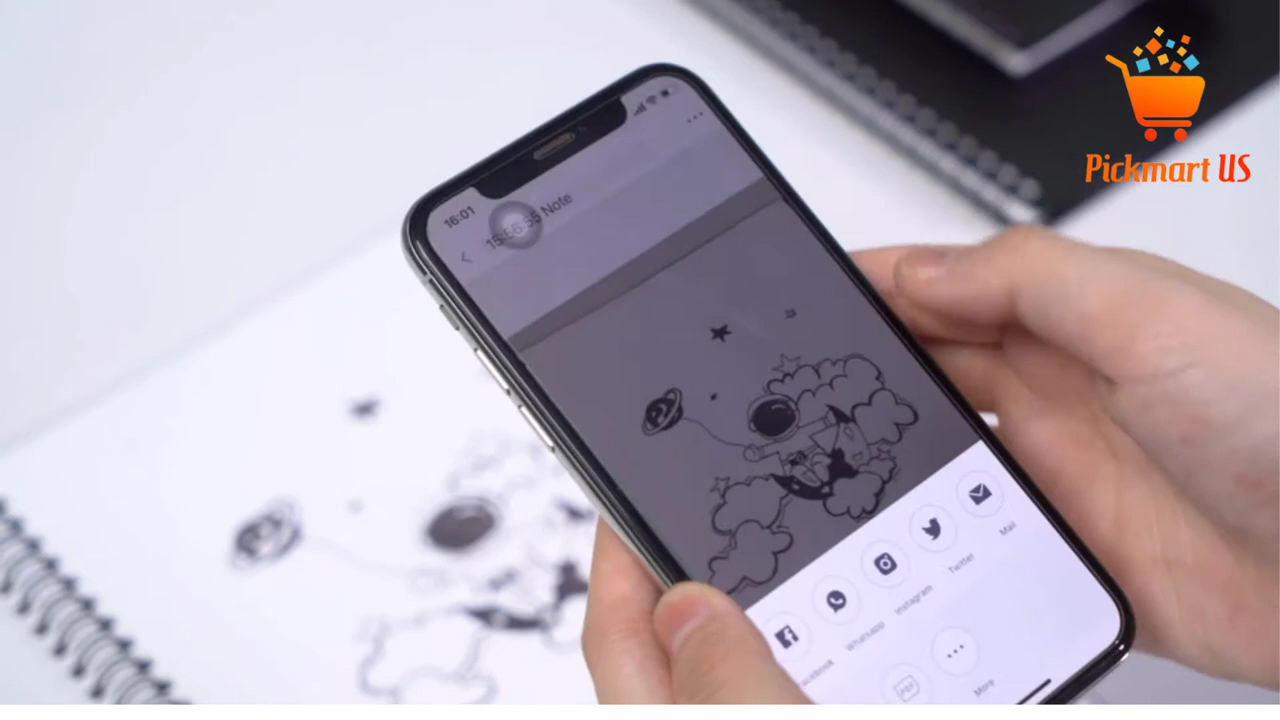 Pickmart US
16:01
15:56:55 Note
Facebook
Whatsapp
Instagram
Twitter
Mail
PDF
More